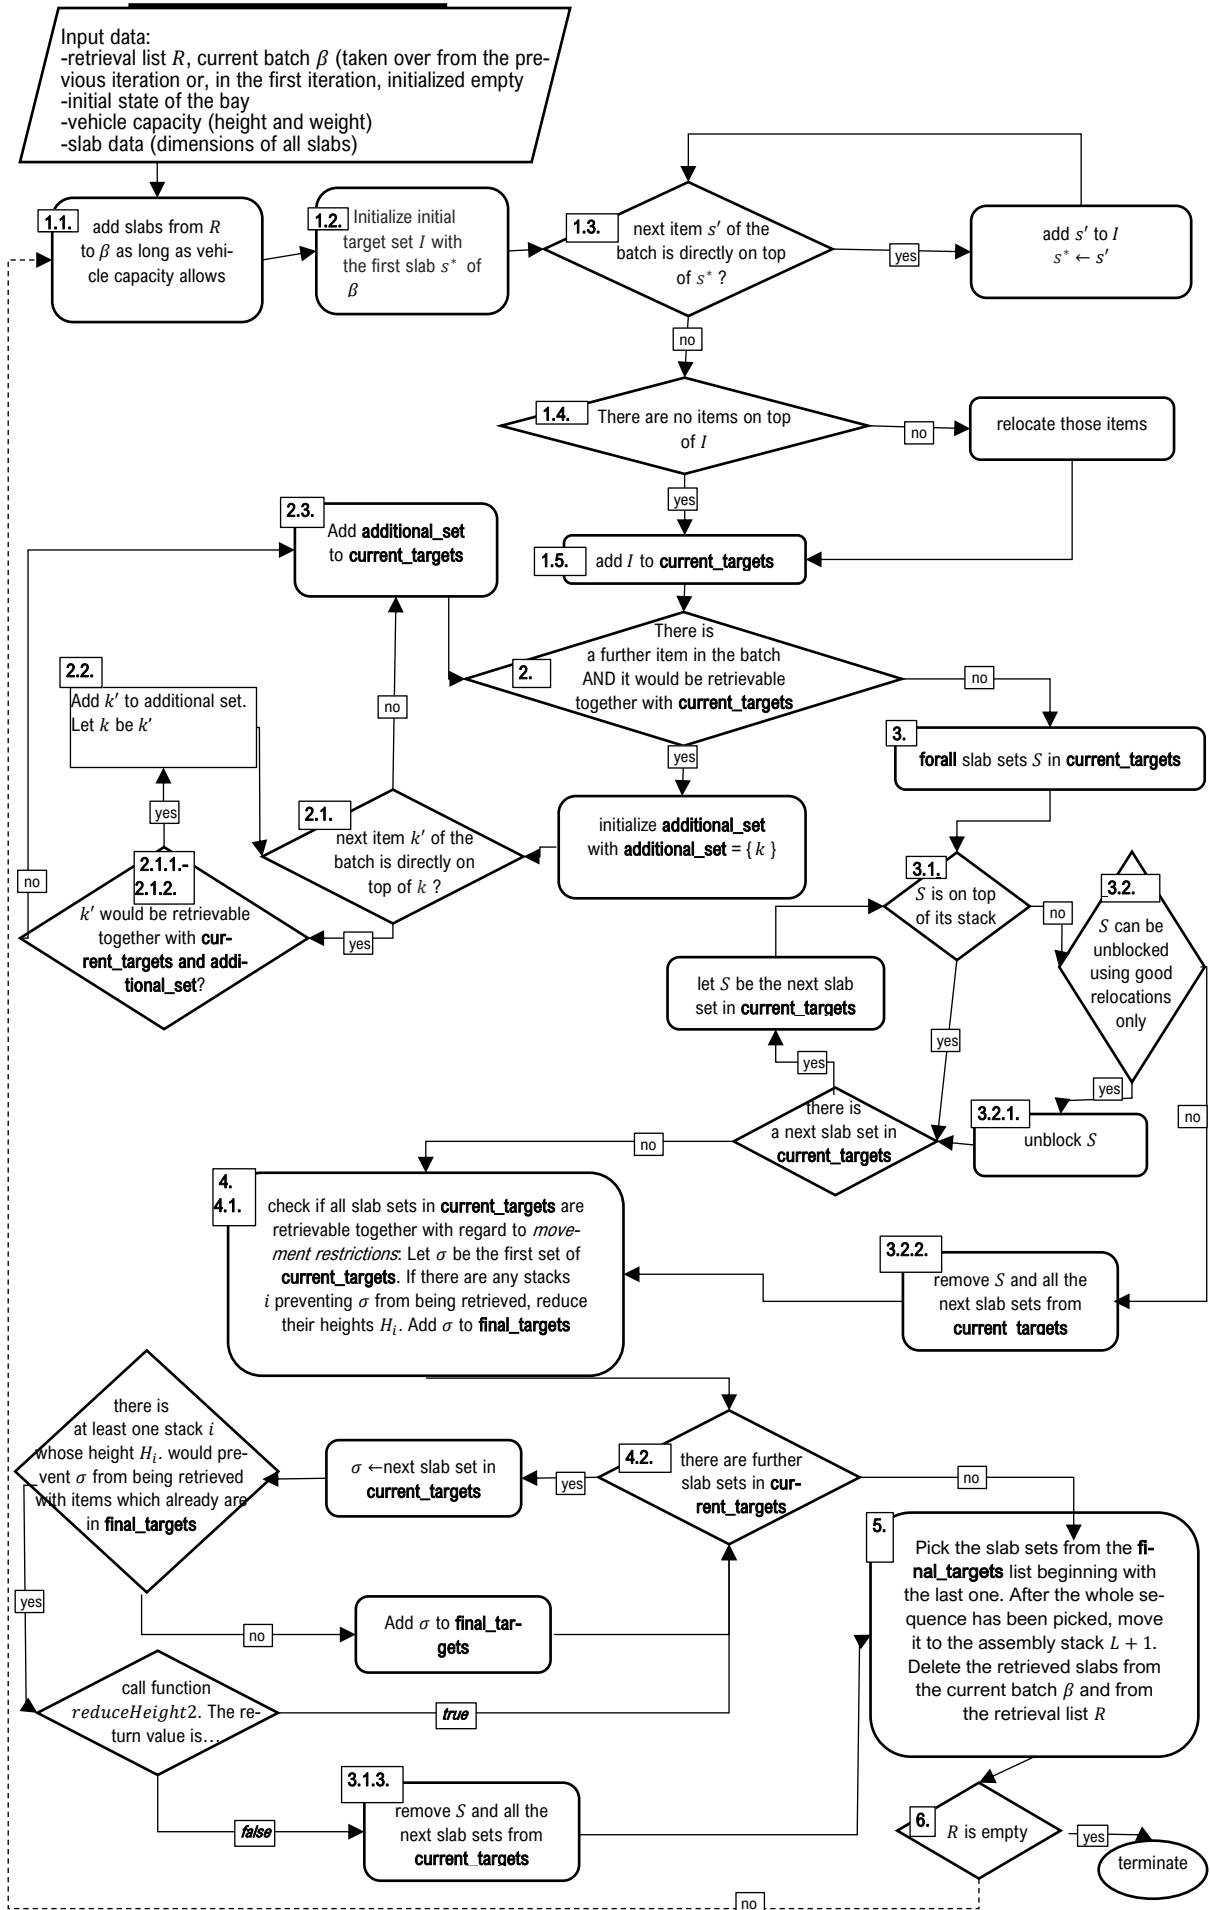 Input data:
-retrieval list R, current batch β (taken over from the pre-
vious iteration or, in the first iteration, initialized empty
-initial state of the bay
-vehicle capacity (height and weight)
-slab data (dimensions of all slabs)
1.1.
add slabs from R
to β as long as vehi-
cle capacity allows
1.2.
Initialize initial
target set I with
the first slab s* of
β
1.3.
next item s′ of the
batch is directly on top
of s* ?
yes
add s′ to I
s* ← s′
no
1.4.
There are no items on top
of I
no
relocate those items
yes
1.5.
add I to current_targets
2.3.
Add additional_set
to current_targets
2.
There is
a further item in the batch
AND it would be retrievable
together with current_targets
no
yes
2.2.
Add k′ to additional set.
Let k be k′
no
yes
2.1.
next item k′ of the
batch is directly on
top of k ?
initialize additional_set
with additional_set = { k }
no
2.1.1.-
2.1.2.
k′ would be retrievable
together with cur-
rent_targets and addi-
tional_set?
yes
3.
forall slab sets S in current_targets
3.1.
S is on top
of its stack
no
3.2.
S can be
unblocked
using good
relocations
only
let S be the next slab
set in current_targets
yes
yes
yes
no
there is
a next slab set in
current_targets
no
3.2.1.
unblock S
4.
4.1.
check if all slab sets in current_targets are
retrievable together with regard to move-
ment restrictions: Let σ be the first set of
current_targets. If there are any stacks
i preventing σ from being retrieved, reduce
their heights Hᵢ. Add σ to final_targets
3.2.2.
remove S and all the
next slab sets from
current_targets
there is
at least one stack i
whose height Hᵢ. would pre-
vent σ from being retrieved
with items which already are
in final_targets
σ ←next slab set in
current_targets
yes
4.2.
there are further
slab sets in cur-
rent_targets
no
yes
no
Add σ to final_tar-
gets
5.
Pick the slab sets from the fi-
nal_targets list beginning with
the last one. After the whole se-
quence has been picked, move
it to the assembly stack L + 1.
Delete the retrieved slabs from
the current batch β and from
the retrieval list R
call function
reduceHeight2. The re-
turn value is…
true
false
3.1.3.
remove S and all the
next slab sets from
current_targets
6.
R is empty
yes
terminate
no